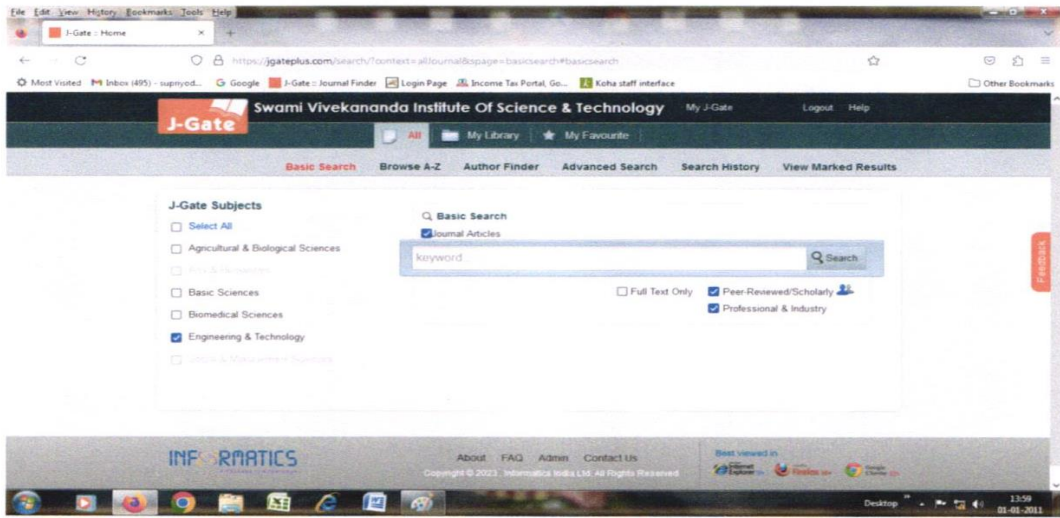 File Edit View History Bookmarks Tools Help
J-Gate :: Home
https://jgateplus.com/search/?context=allJournal&spage=basicsearch#basicsearch
Most Visited Inbox (495) - supriyod... Google J-Gate :: Journal Finder Login Page Income Tax Portal, Go... Koha staff interface Other Bookmarks
J-Gate
Swami Vivekananda Institute Of Science & Technology My J-Gate Logout Help
All My Library My Favourite
Basic Search Browse A-Z Author Finder Advanced Search Search History View Marked Results
J-Gate Subjects
Select All
Agricultural & Biological Sciences
Basic Sciences
Biomedical Sciences
Engineering & Technology
Basic Search
Journal Articles
keyword Search
Full Text Only Peer-Reviewed/Scholarly
Professional & Industry
Feedback
INFORMATICS
About FAQ Admin Contact Us
Copyright © 2023 , Informatics India Ltd. All Rights Reserved
Best viewed in
Internet Explorer
Firefox
Google Chrome
Desktop
13:59
01-01-2011